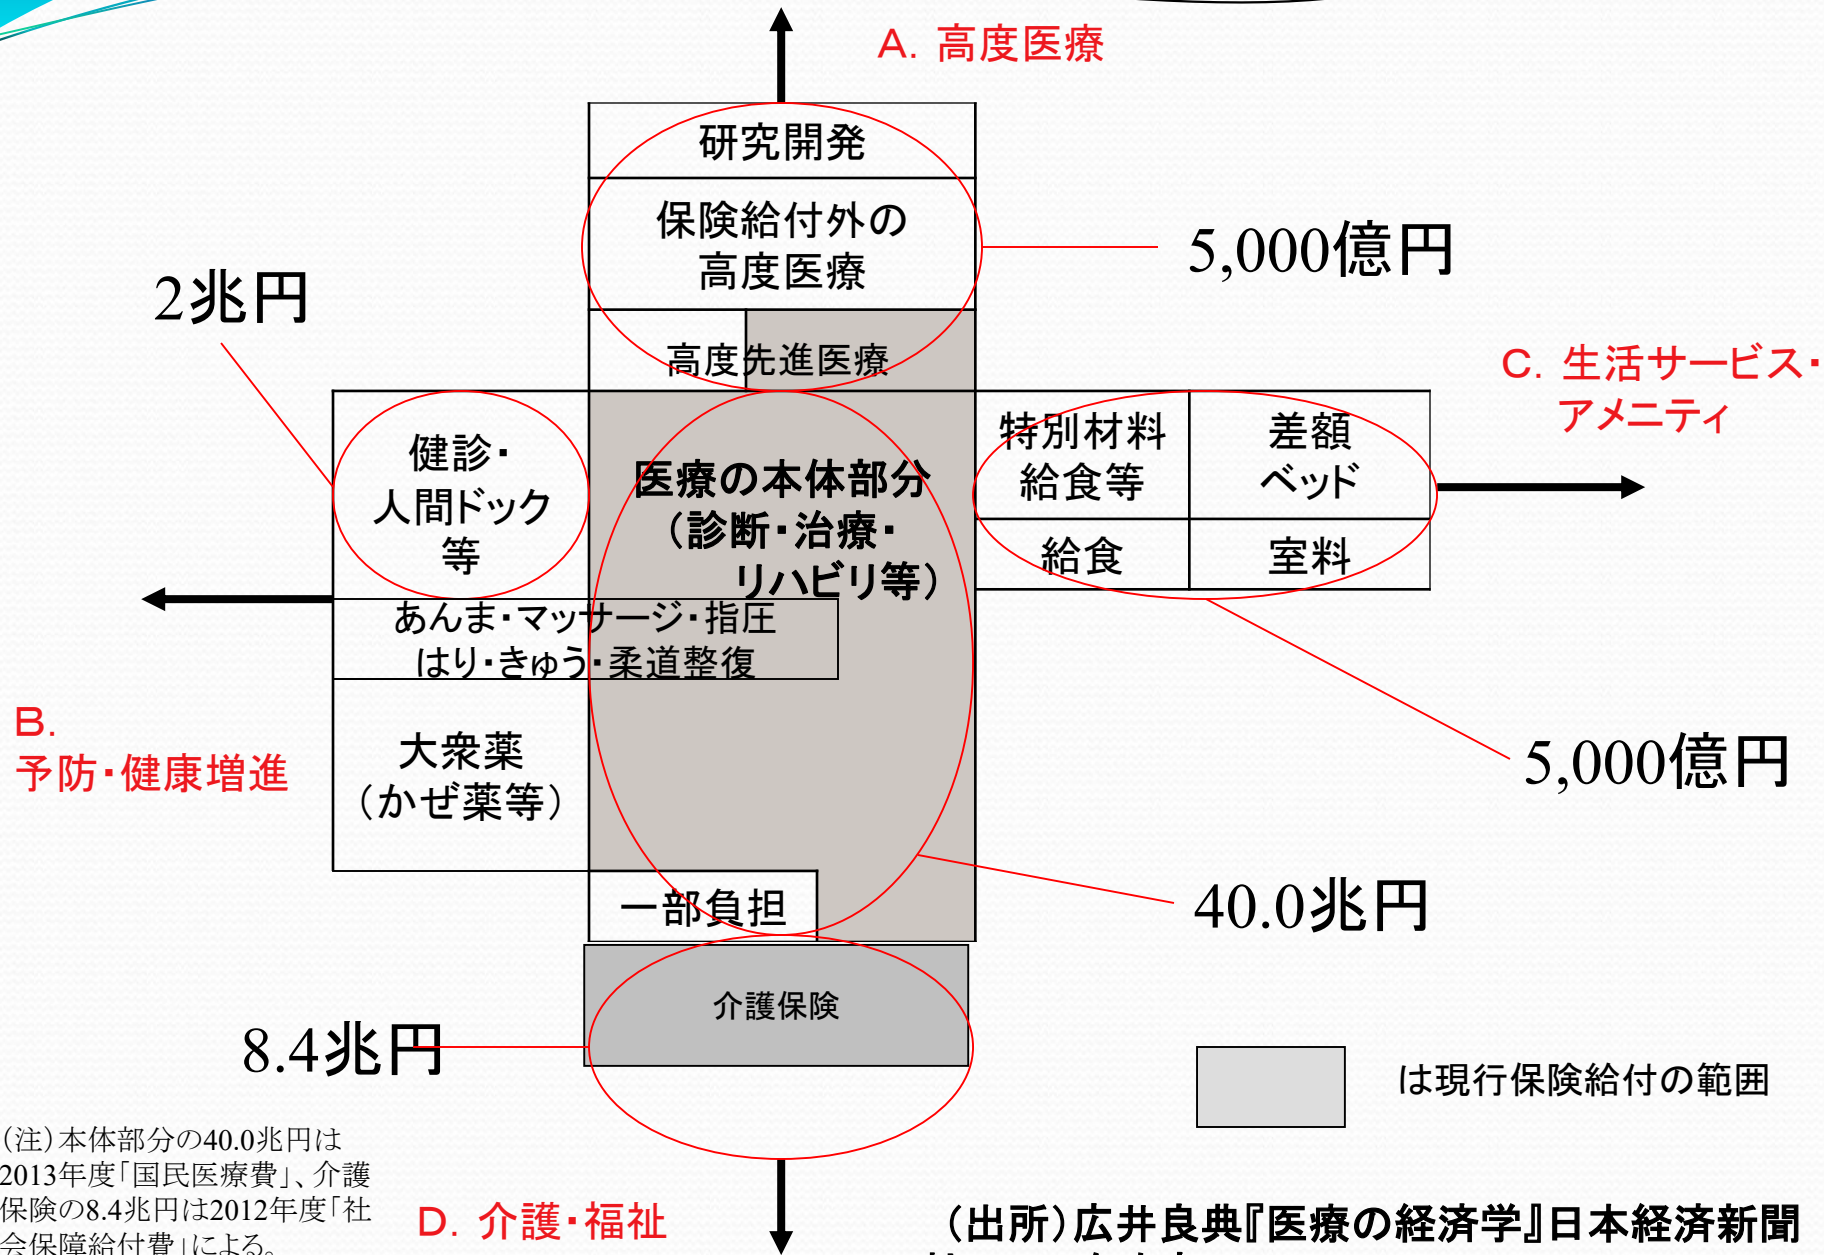 A. 高度医療
研究開発
保険給付外の
高度医療
5,000億円
2兆円
高度先進医療
C. 生活サービス・
アメニティ
健診・
人間ドック
等
医療の本体部分
（診断・治療・
リハビリ等）
特別材料
給食等
差額
ベッド
給食
室料
あんま・マッサージ・指圧
はり・きゅう・柔道整復
B.
予防・健康増進
大衆薬
（かぜ薬等）
5,000億円
一部負担
40.0兆円
介護保険
8.4兆円
は現行保険給付の範囲
（注）本体部分の40.0兆円は
2013年度「国民医療費」、介護
保険の8.4兆円は2012年度「社
会保障給付費」による。
D. 介護・福祉
（出所）広井良典『医療の経済学』日本経済新聞